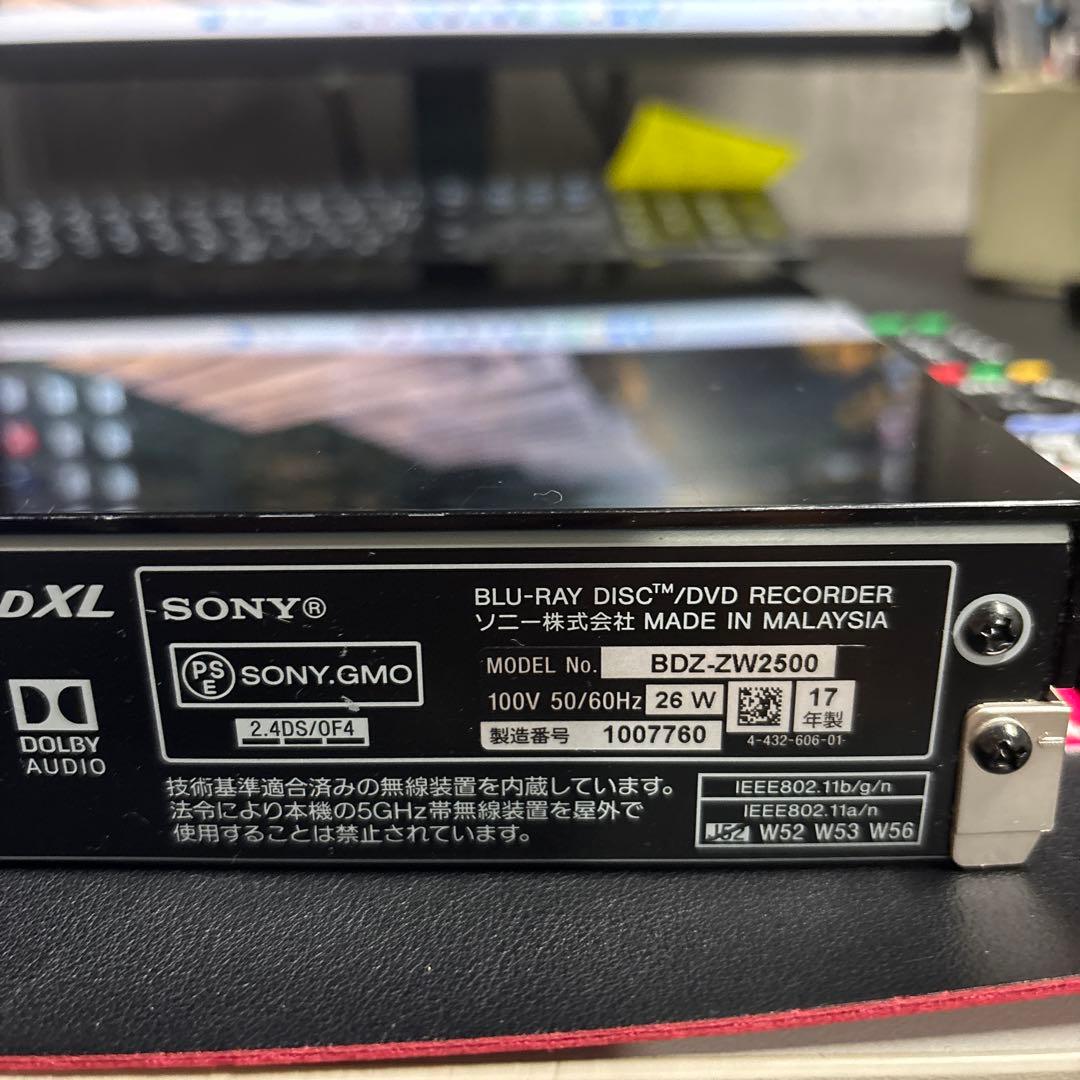 DXL
SONY®
BLU-RAY DISC™/DVD RECORDER
ソニー株式会社 MADE IN MALAYSIA
PSE SONY.GMO
MODEL No. BDZ-ZW2500
100V 50/60Hz 26 W
17年製
2.4DS/OF4
製造番号 1007760
4-432-606-01
DOLBY
AUDIO
技術基準適合済みの無線装置を内蔵しています。
法令により本機の5GHz帯無線装置を屋外で
使用することは禁止されています。
IEEE802.11b/g/n
IEEE802.11a/n
J52 W52 W53 W56